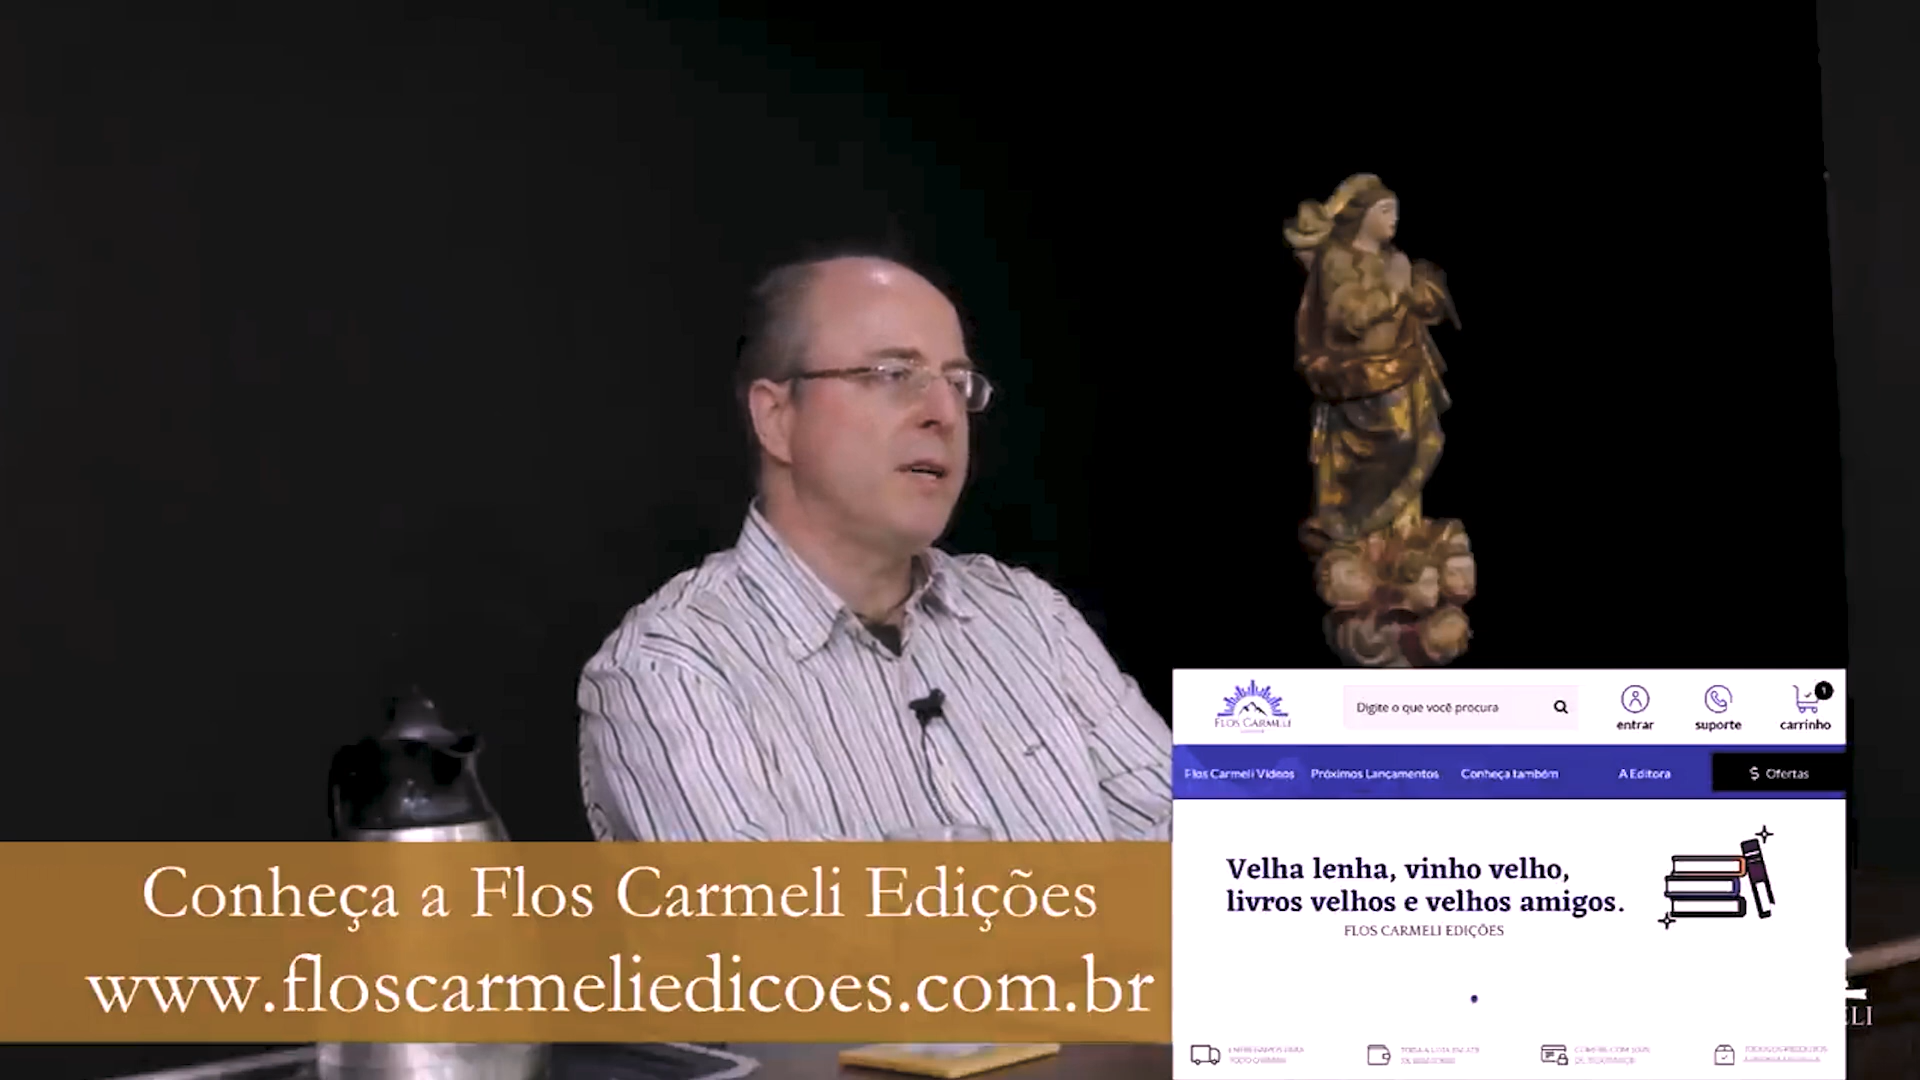 FLOS CARMELI
Digite o que você procura
entrar
suporte
1
carrinho
Flos Carmeli Vídeos
Próximos Lançamentos
Conheça também
A Editora
$ Ofertas
Velha lenha, vinho velho,
livros velhos e velhos amigos.
FLOS CARMELI EDIÇÕES
Conheça a Flos Carmeli Edições
www.floscarmeliedicoes.com.br
ELI